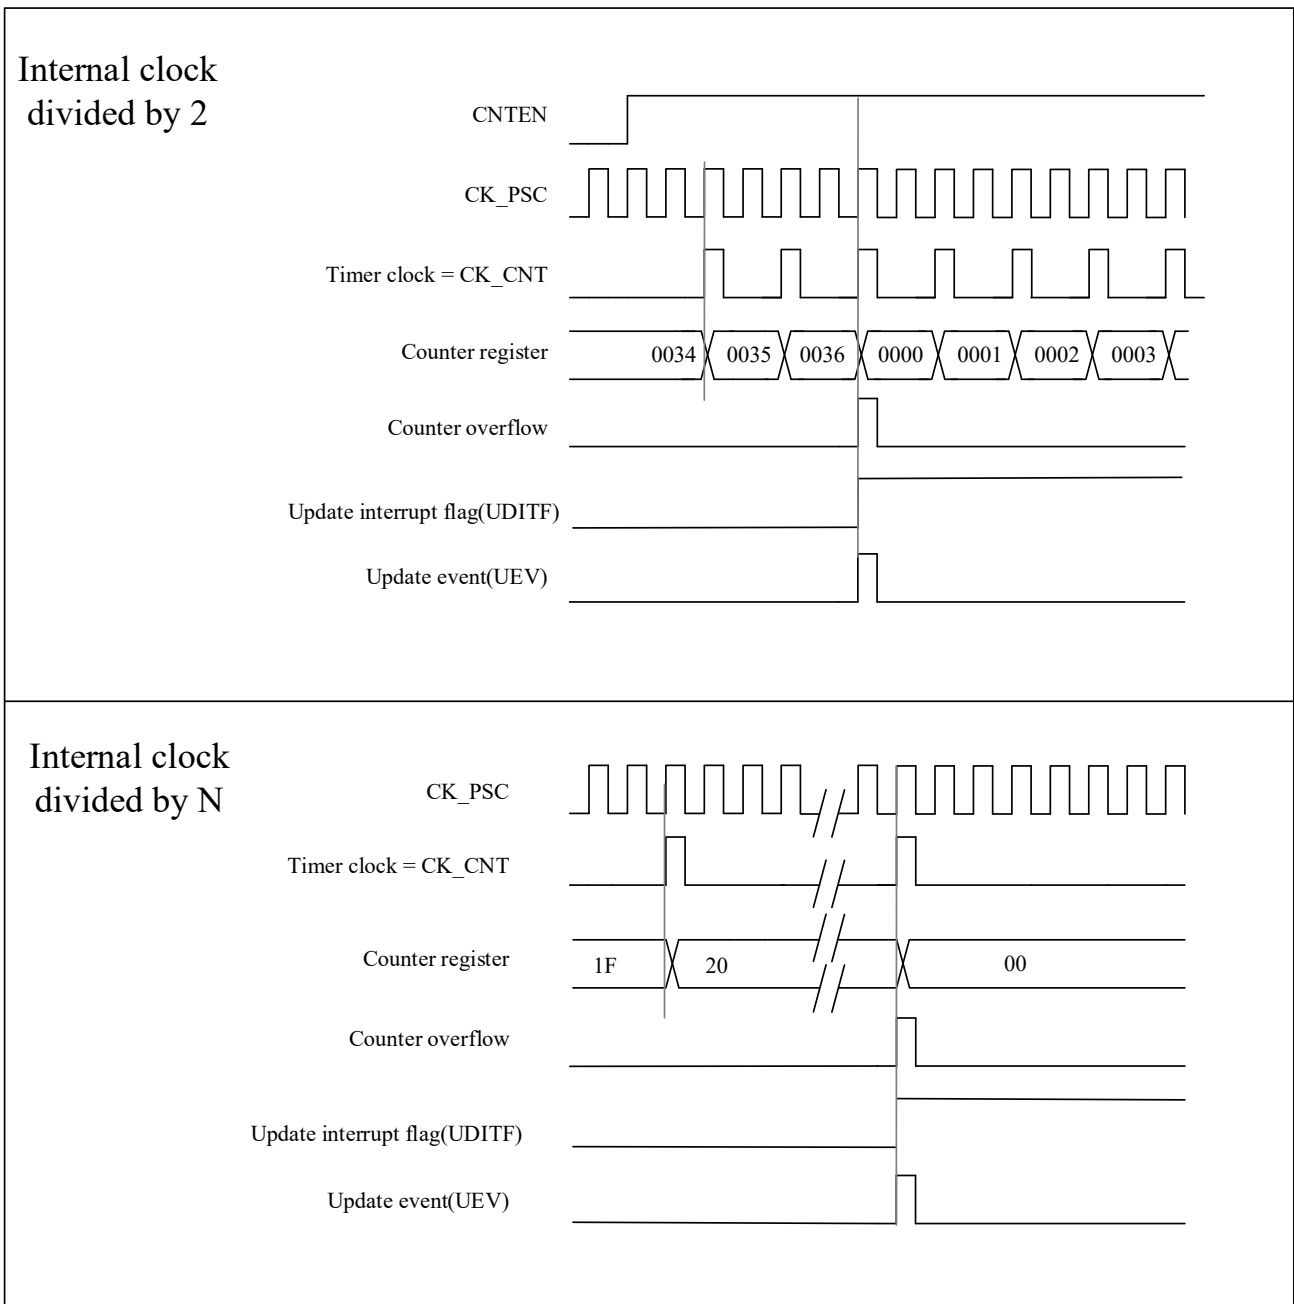 Internal clock
divided by 2
CNTEN
CK_PSC
Timer clock = CK_CNT
Counter register
0034 0035 0036 0000 0001 0002 0003
Counter overflow
Update interrupt flag(UDITF)
Update event(UEV)
Internal clock
divided by N
CK_PSC
Timer clock = CK_CNT
Counter register
1F 20 00
Counter overflow
Update interrupt flag(UDITF)
Update event(UEV)